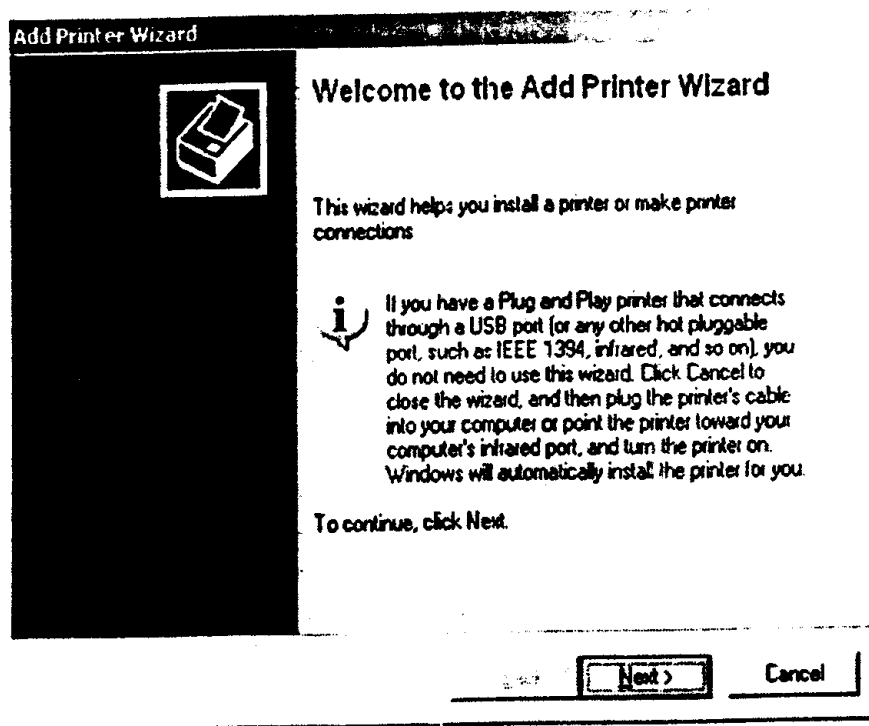 Add Printer Wizard
Welcome to the Add Printer Wizard
This wizard helps you install a printer or make printer
connections
If you have a Plug and Play printer that connects
through a USB port (or any other hot pluggable
port, such as IEEE 1394, infrared, and so on), you
do not need to use this wizard. Click Cancel to
close the wizard, and then plug the printer's cable
into your computer or point the printer toward your
computer's infrared port, and turn the printer on.
Windows will automatically install the printer for you.
To continue, click Next.
Next >
Cancel